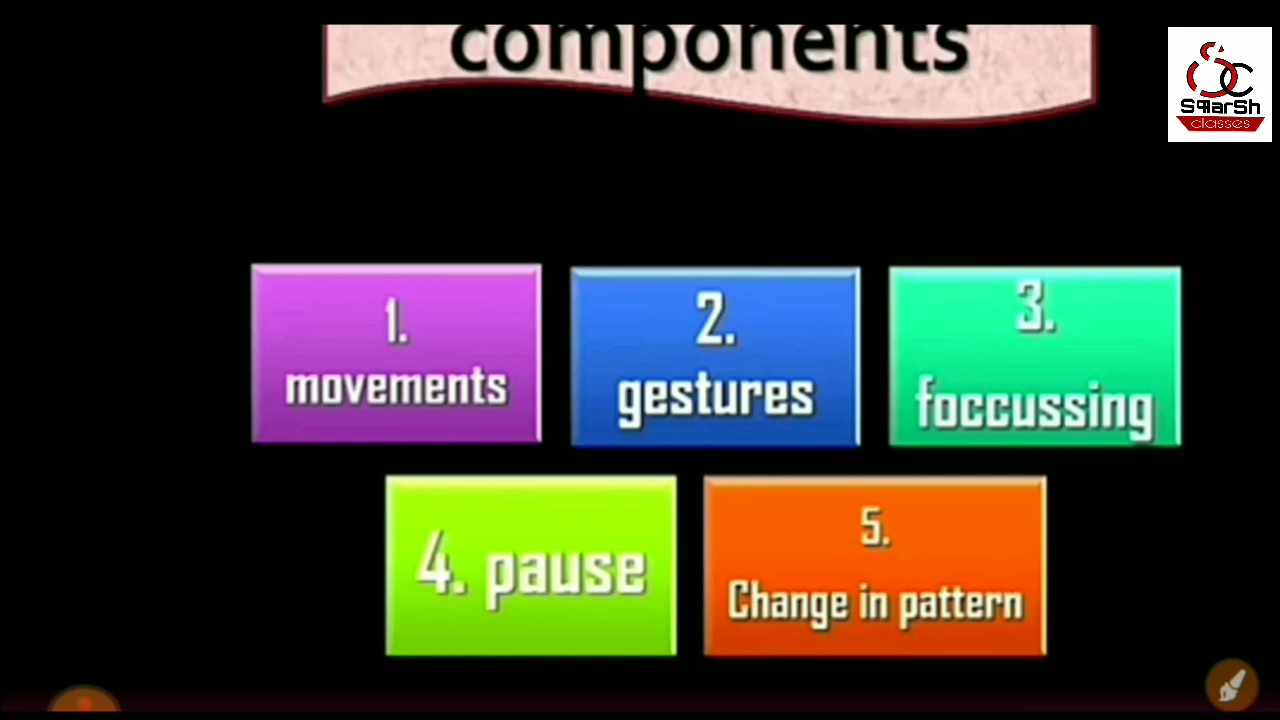 components
SparSh
classes
1.
movements
2.
gestures
3.
foccussing
4. pause
5.
Change in pattern